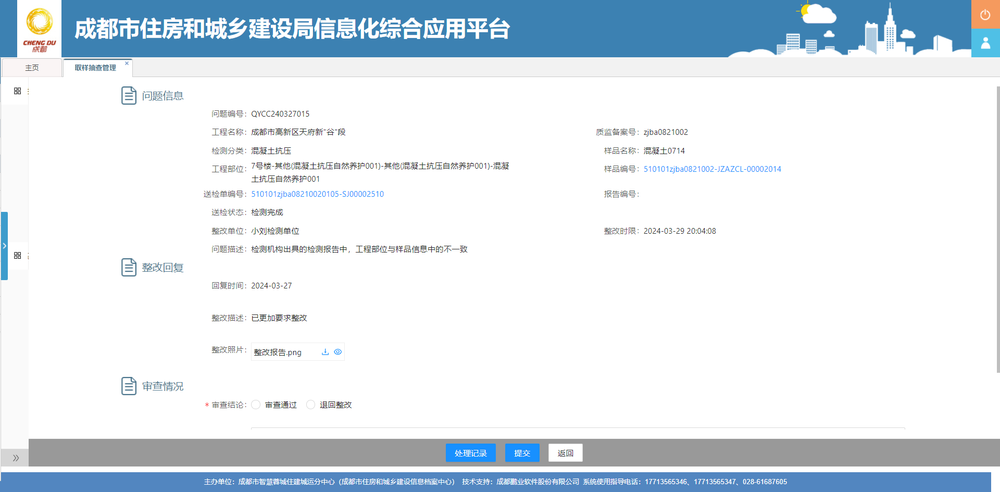 CHENG DU
成都
成都市住房和城乡建设局信息化综合应用平台
主页
取样抽查管理
问题信息
问题编号：QYCC240327015
工程名称：成都市高新区天府新"谷"段
质监备案号：zjba0821002
检测分类：混凝土抗压
样品名称：混凝土0714
工程部位：7号楼-其他(混凝土抗压自然养护001)-其他(混凝土抗压自然养护001)-混凝
土抗压自然养护001
样品编号：510101zjba0821002-JZAZCL-00002014
送检单编号：510101zjba08210020105-SJ00002510
报告编号：
送检状态：检测完成
整改单位：小刘检测单位
整改时限：2024-03-29 20:04:08
问题描述：检测机构出具的检测报告中，工程部位与样品信息中的不一致
整改回复
回复时间：2024-03-27
整改描述：已更加要求整改
整改照片：整改报告.png
审查情况
* 审查结论： 审查通过 退回整改
处理记录 提交 返回
主办单位：成都市智慧蓉城住建城运分中心（成都市住房和城乡建设信息档案中心） 技术支持：成都鹏业软件股份有限公司 系统使用指导电话：17713565346、17713565347、028-61687605